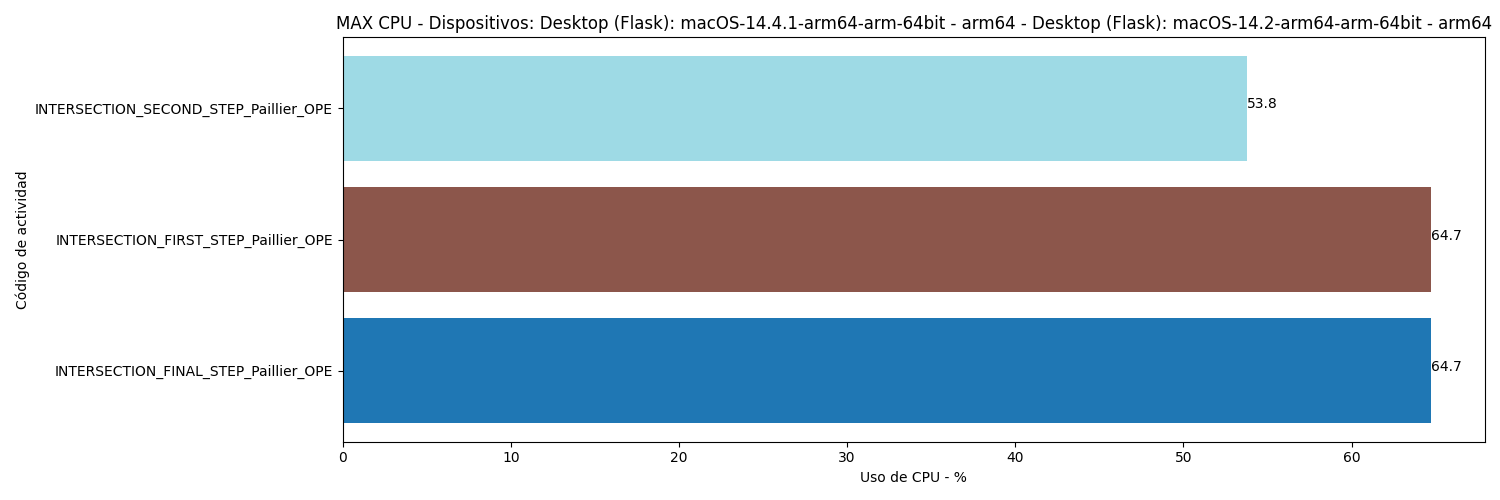 MAX CPU - Dispositivos: Desktop (Flask): macOS-14.4.1-arm64-arm-64bit - arm64 - Desktop (Flask): macOS-14.2-arm64-arm-64bit - arm64
INTERSECTION_SECOND_STEP_Paillier_OPE
53.8
INTERSECTION_FIRST_STEP_Paillier_OPE
64.7
INTERSECTION_FINAL_STEP_Paillier_OPE
64.7
Código de actividad
0 10 20 30 40 50 60
Uso de CPU - %